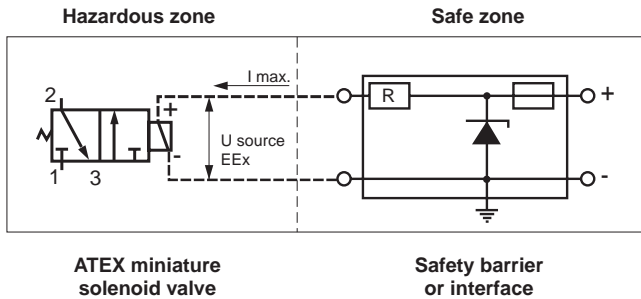 Hazardous zone
Safe zone
I max.
R
+
2
+
U source
EEx
-
-
1
3
ATEX miniature
solenoid valve
Safety barrier
or interface